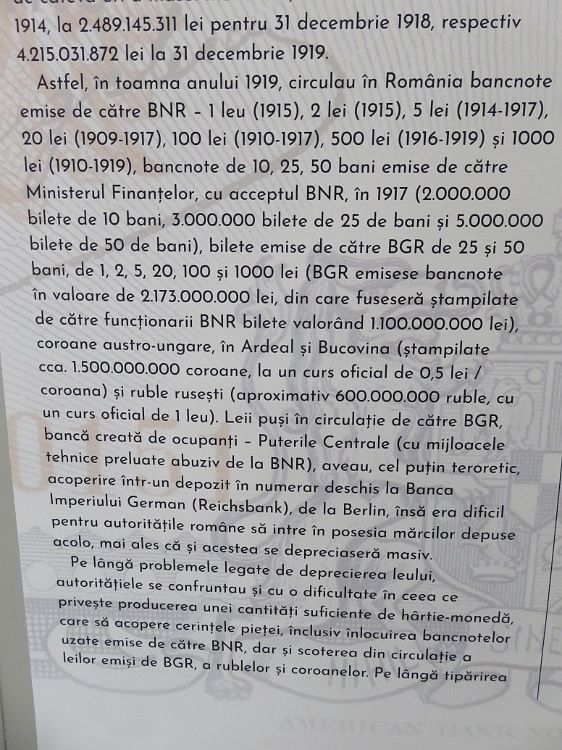 1914, la 2.489.145.311 lei pentru 31 decembrie 1918, respectiv
4.215.031.872 lei la 31 decembrie 1919.
Astfel, în toamna anului 1919, circulau în România bancnote
emise de către BNR - 1 leu (1915), 2 lei (1915), 5 lei (1914-1917),
20 lei (1909-1917), 100 lei (1910-1917), 500 lei (1916-1919) și 1000
lei (1910-1919), bancnote de 10, 25, 50 bani emise de către
Ministerul Finanțelor, cu acceptul BNR, în 1917 (2.000.000
bilete de 10 bani, 3.000.000 bilete de 25 de bani și 5.000.000
bilete de 50 de bani), bilete emise de către BGR de 25 și 50
bani, de 1, 2, 5, 20, 100 și 1000 lei (BGR emisese bancnote
în valoare de 2.173.000.000 lei, din care fuseseră ștampilate
de către funcționarii BNR bilete valorând 1.100.000.000 lei),
coroane austro-ungare, în Ardeal și Bucovina (ștampilate
cca. 1.500.000.000 coroane, la un curs oficial de 0,5 lei /
coroana) și ruble rusești (aproximativ 600.000.000 ruble, cu
un curs oficial de 1 leu). Leii puși în circulație de către BGR,
bancă creată de ocupanți - Puterile Centrale (cu mijloacele
tehnice preluate abuziv de la BNR), aveau, cel puțin teroretic,
acoperire într-un depozit în numerar deschis la Banca
Imperiului German (Reichsbank), de la Berlin, însă era dificil
pentru autoritățile române să intre în posesia mărcilor depuse
acolo, mai ales că și acestea se depreciaseră masiv.
Pe lângă problemele legate de deprecierea leului,
autoritățiele se confruntau și cu o dificultate în ceea ce
privește producerea unei cantități suficiente de hârtie-monedă,
care să acopere cerințele pieței, inclusiv înlocuirea bancnotelor
uzate emise de către BNR, dar și scoterea din circulație a
leilor emiși de BGR, a rublelor și coroanelor. Pe lângă tipărirea
AMERICAN BANK NO